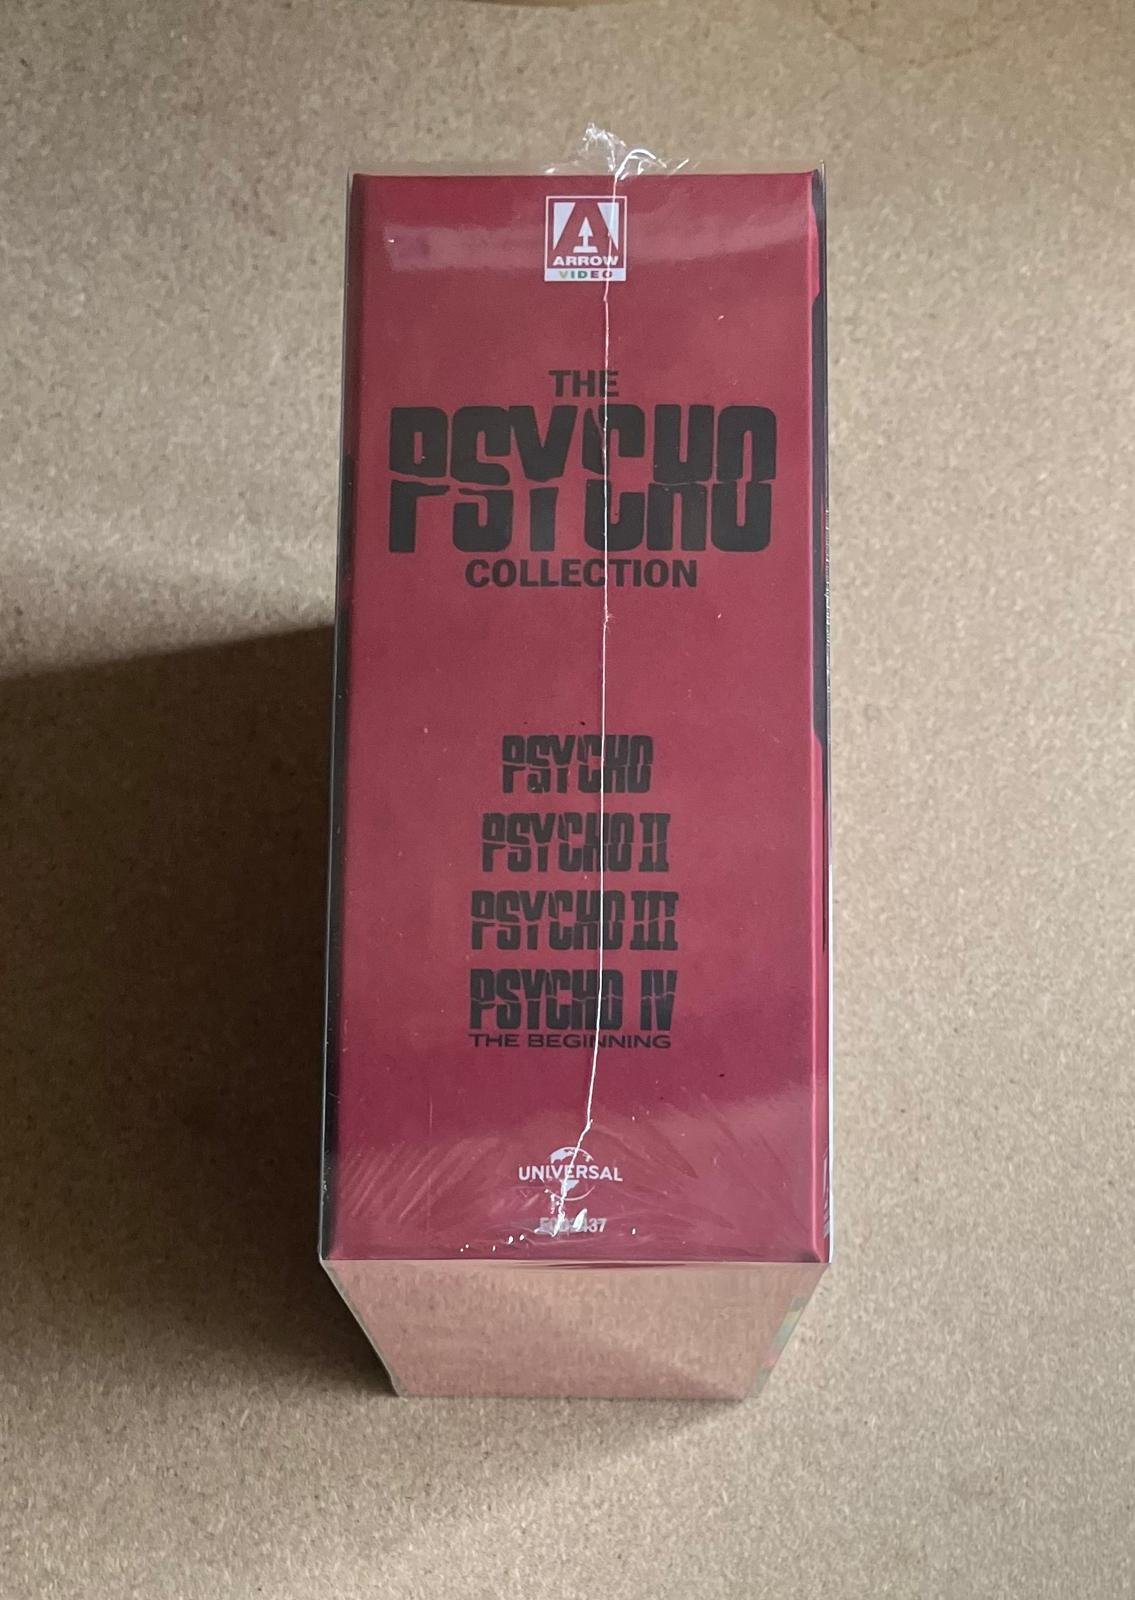 ARROW
VIDEO
THE
PSYCHO
COLLECTION
PSYCHO
PSYCHO II
PSYCHO III
PSYCHO IV
THE BEGINNING
UNIVERSAL